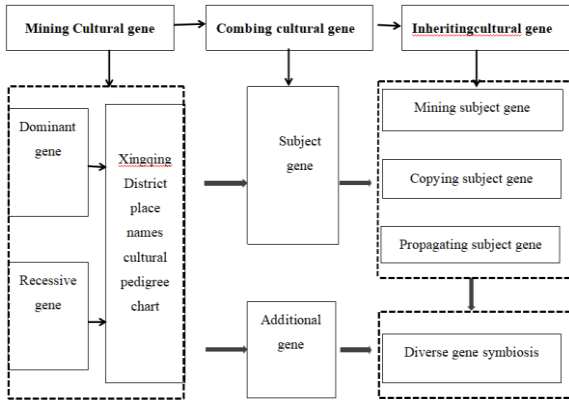 Mining Cultural gene
Combing cultural gene
Inheritingcultural gene
Dominant
gene
Recessive
gene
Xingqing
District
place
names
cultural
pedigree
chart
Subject
gene
Additional
gene
Mining subject gene
Copying subject gene
Propagating subject gene
Diverse gene symbiosis